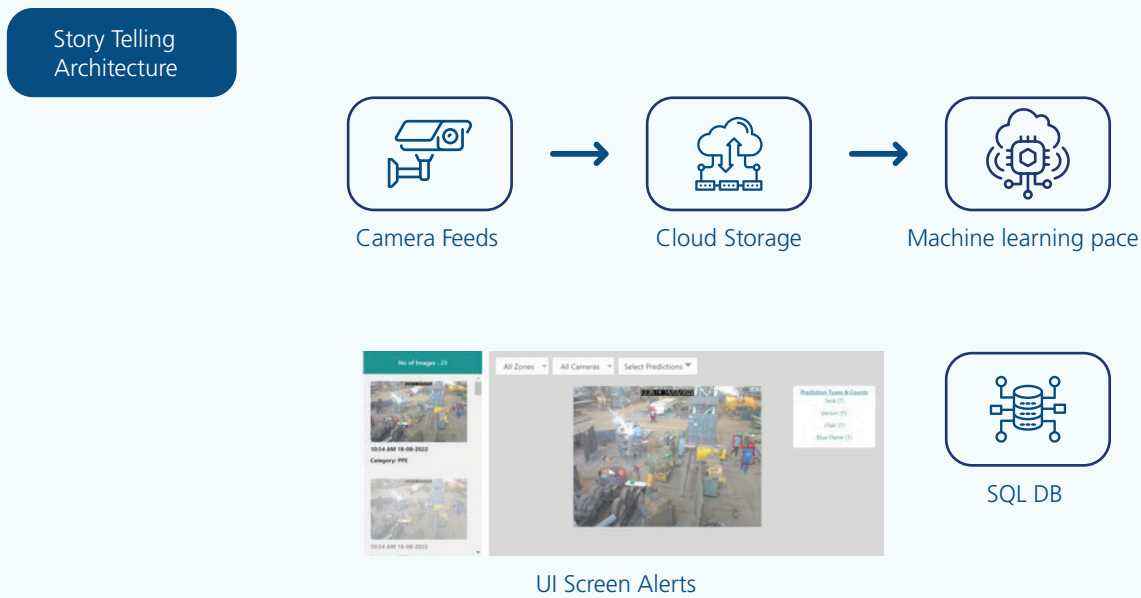 Story Telling
Architecture
Camera Feeds
Cloud Storage
Machine learning pace
No of Images : 23
All Zones
All Cameras
Select Predictions
10:54 AM 18-08-2022
Category: PPE
10:54 AM 18-08-2022
Prediction Types & Counts
Tank (1)
person (5)
chair (1)
Blue-Flame (1)
SQL DB
UI Screen Alerts